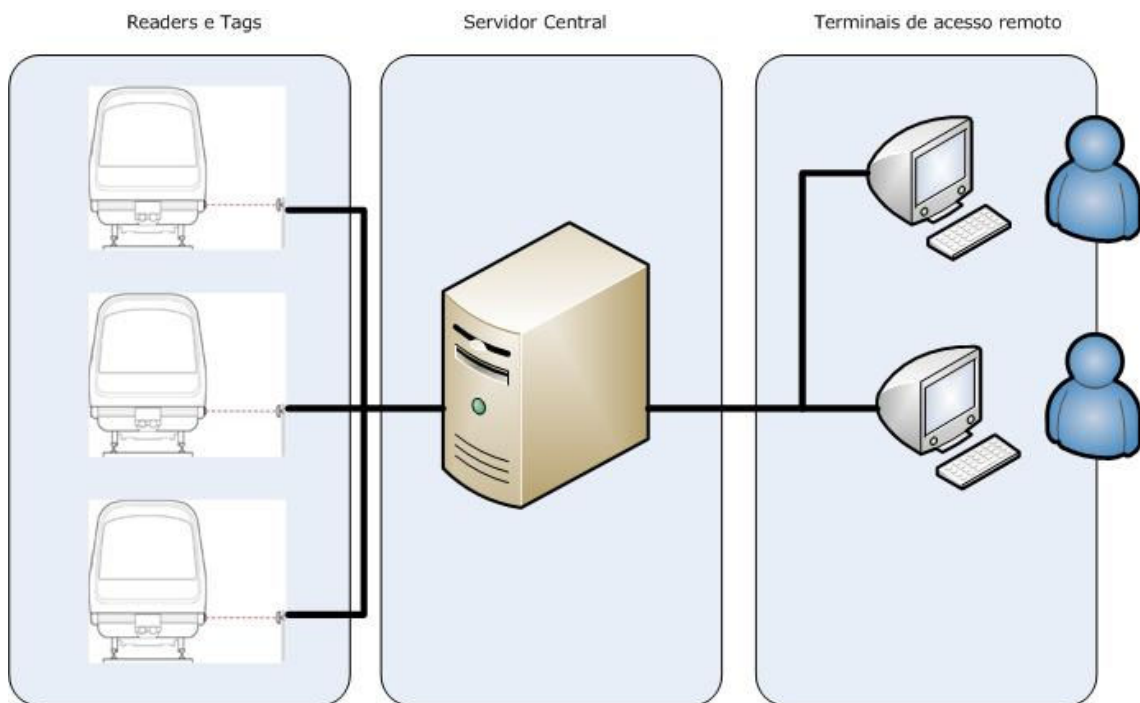 Readers e Tags
Servidor Central
Terminais de acesso remoto